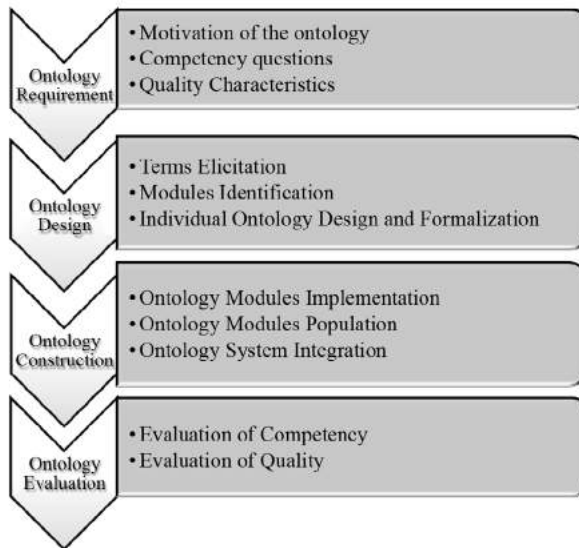 Ontology
Requirement
• Motivation of the ontology
• Competency questions
• Quality Characteristics
Ontology
Design
• Terms Elicitation
• Modules Identification
• Individual Ontology Design and Formalization
Ontology
Construction
• Ontology Modules Implementation
• Ontology Modules Population
• Ontology System Integration
Ontology
Evaluation
• Evaluation of Competency
• Evaluation of Quality